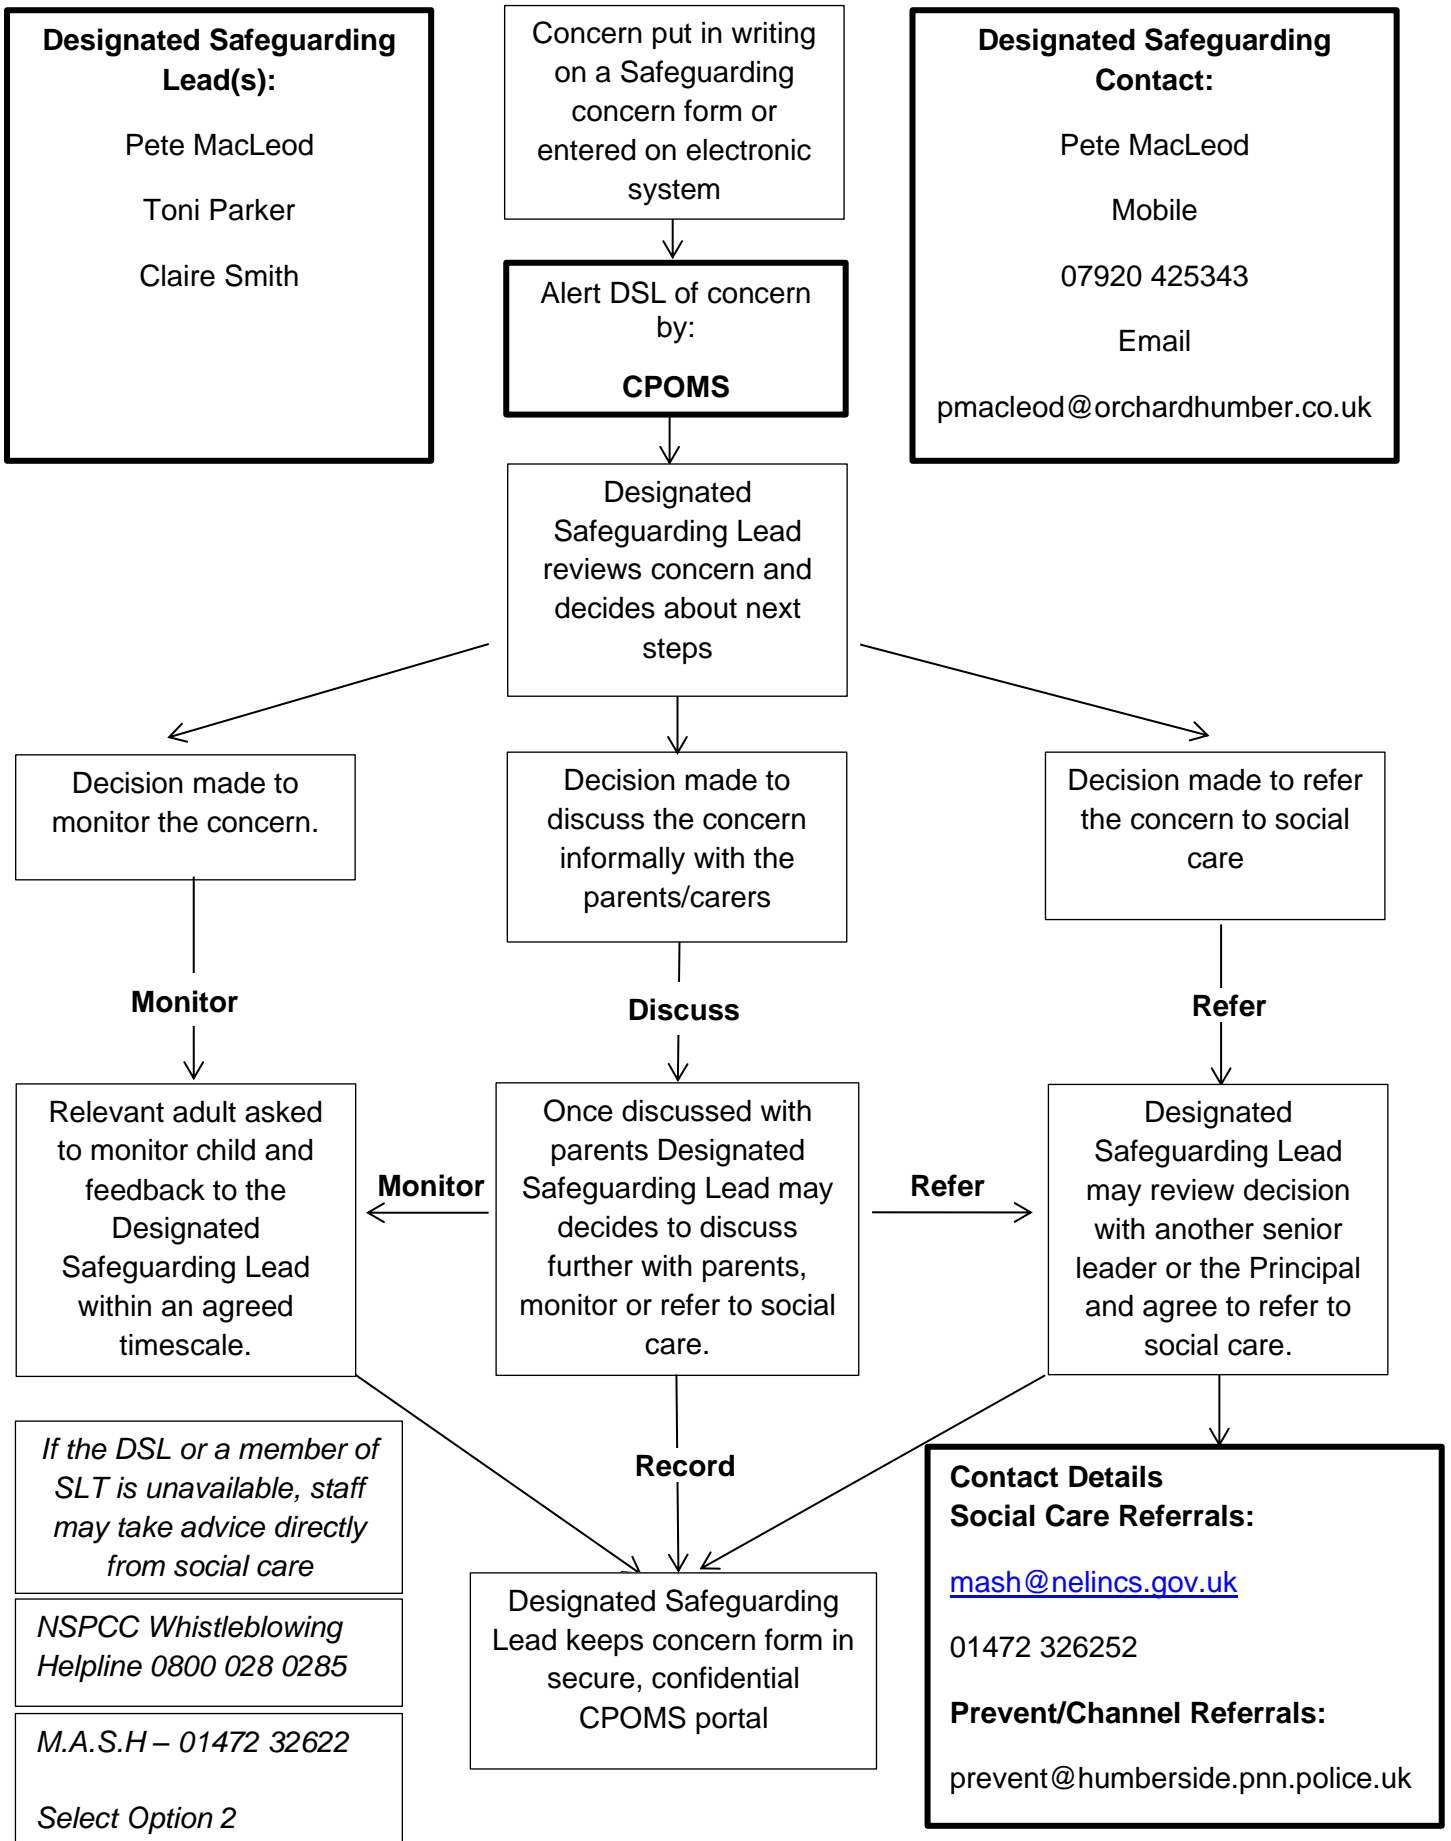 Designated Safeguarding
Lead(s):
Pete MacLeod
Toni Parker
Claire Smith
Concern put in writing
on a Safeguarding
concern form or
entered on electronic
system
Designated Safeguarding
Contact:
Pete MacLeod
Mobile
07920 425343
Email
pmacleod@orchardhumber.co.uk
Alert DSL of concern
by:
CPOMS
Designated
Safeguarding Lead
reviews concern and
decides about next
steps
Decision made to
monitor the concern.
Decision made to
discuss the concern
informally with the
parents/carers
Decision made to refer
the concern to social
care
Monitor
Discuss
Refer
Relevant adult asked
to monitor child and
feedback to the
Designated
Safeguarding Lead
within an agreed
timescale.
Monitor
Once discussed with
parents Designated
Safeguarding Lead may
decides to discuss
further with parents,
monitor or refer to social
care.
Refer
Designated
Safeguarding Lead
may review decision
with another senior
leader or the Principal
and agree to refer to
social care.
If the DSL or a member of
SLT is unavailable, staff
may take advice directly
from social care
NSPCC Whistleblowing
Helpline 0800 028 0285
M.A.S.H – 01472 32622
Select Option 2
Record
Designated Safeguarding
Lead keeps concern form in
secure, confidential
CPOMS portal
Contact Details
Social Care Referrals:
mash@nelincs.gov.uk
01472 326252
Prevent/Channel Referrals:
prevent@humberside.pnn.police.uk